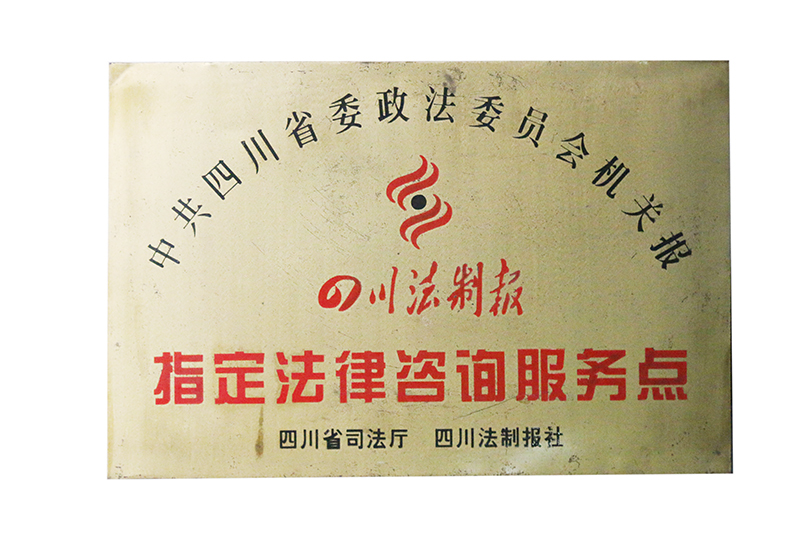 中共四川省委政法委员会机关报
四川法制报
指定法律咨询服务点
四川省司法厅 四川法制报社